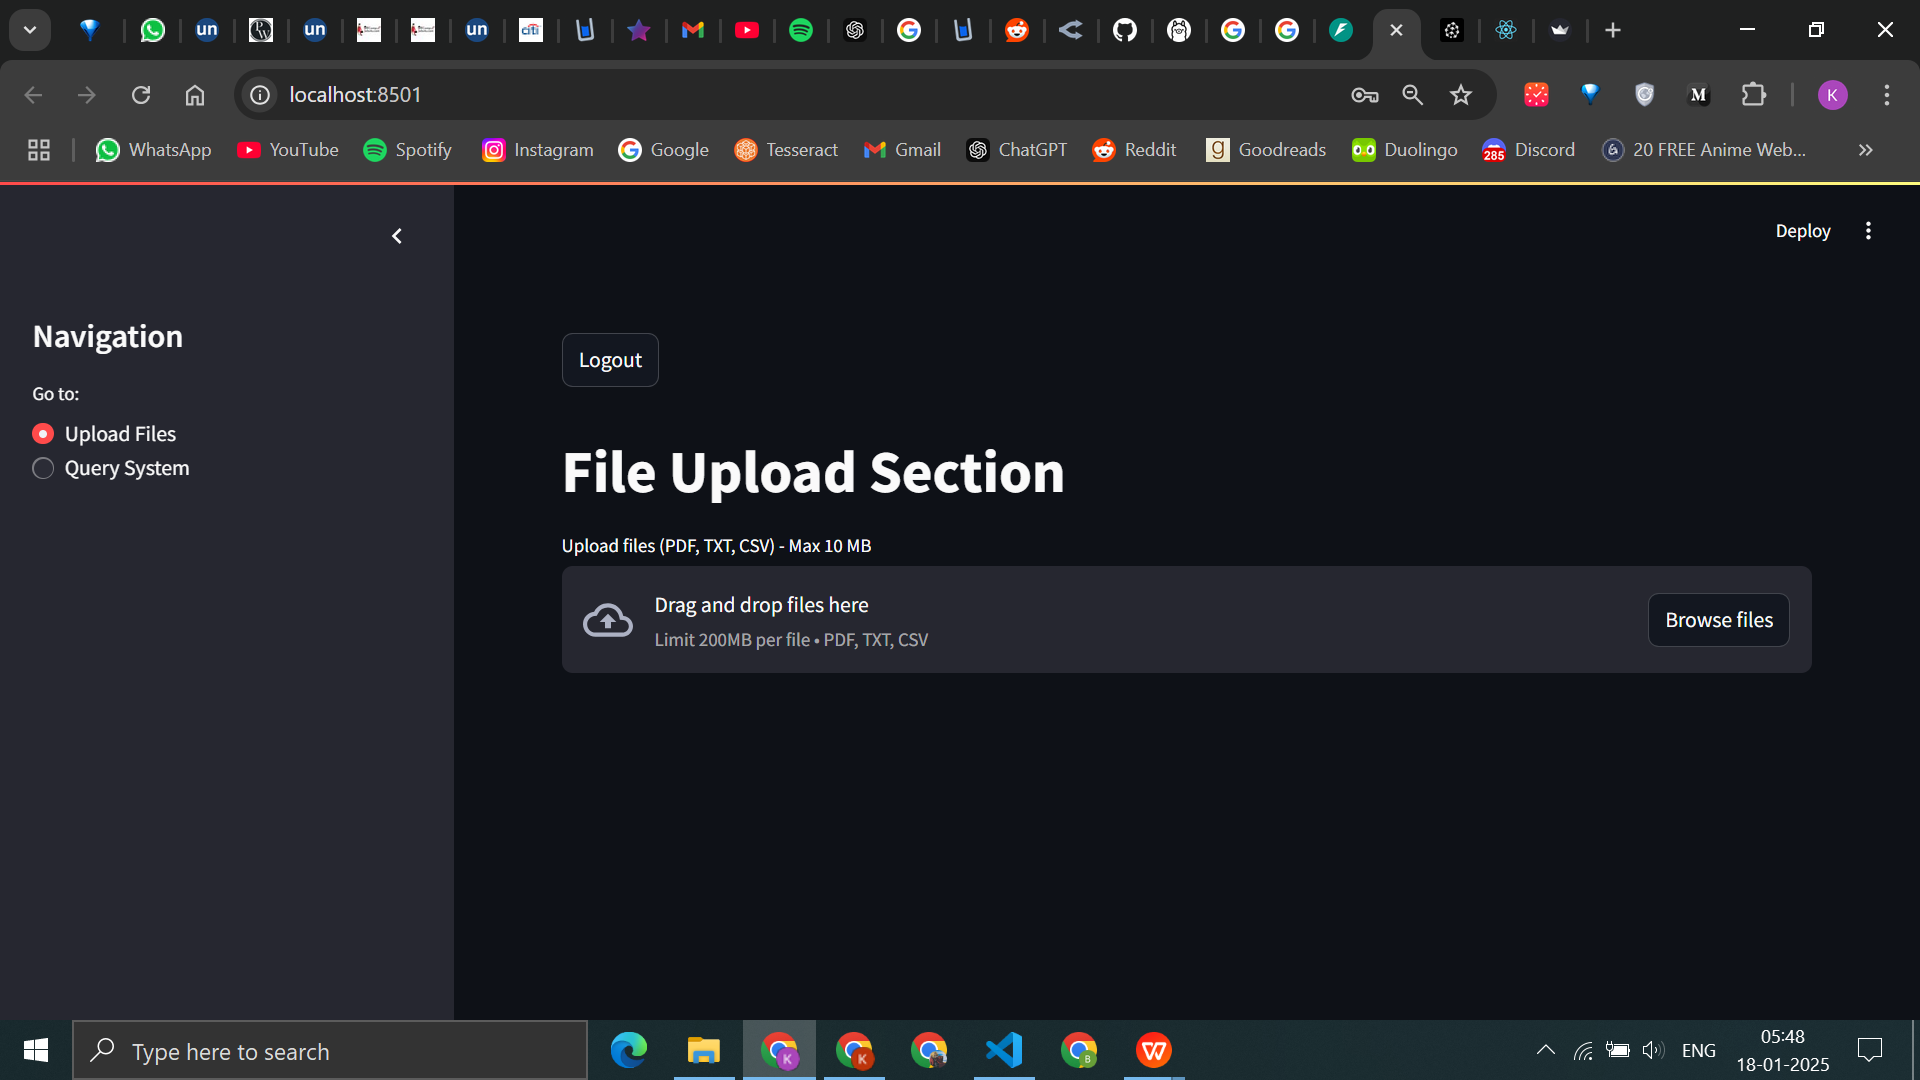 localhost:8501
K
WhatsApp
YouTube
Spotify
Instagram
Google
Tesseract
Gmail
ChatGPT
Reddit
Goodreads
Duolingo
285
Discord
20 FREE Anime Web...
Deploy
Navigation
Go to:
Upload Files
Query System
Logout
File Upload Section
Upload files (PDF, TXT, CSV) - Max 10 MB
Drag and drop files here
Limit 200MB per file • PDF, TXT, CSV
Browse files
Type here to search
ENG
05:48
18-01-2025